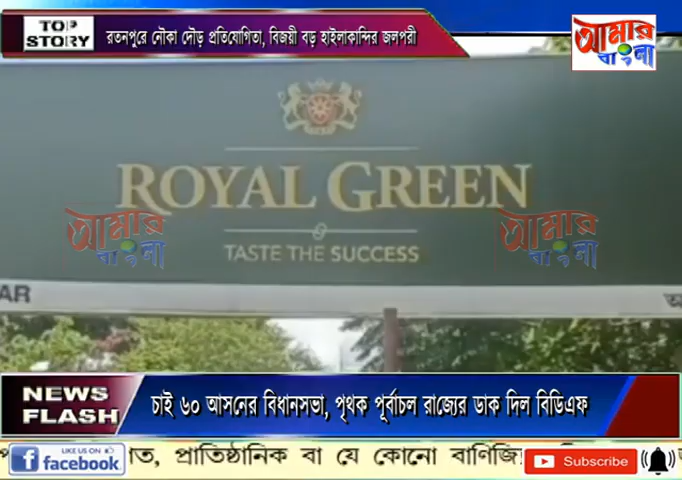 TOP
STORY
রতনপুরে নৌকা দৌড় প্রতিযোগিতা, বিজয়ী বড় হাইলাকান্দির জলপরী
আমার
বাংলা
ROYAL GREEN
TASTE THE SUCCESS
আমার
বাংলা
আমার
বাংলা
AR
NEWS
FLASH
চাই ৬০ আসনের বিধানসভা, পৃথক পূর্বাচল রাজ্যের ডাক দিল বিডিএফ
LIKE US ON
facebook
প্রাতিষ্ঠানিক বা যে কোনো
Subscribe